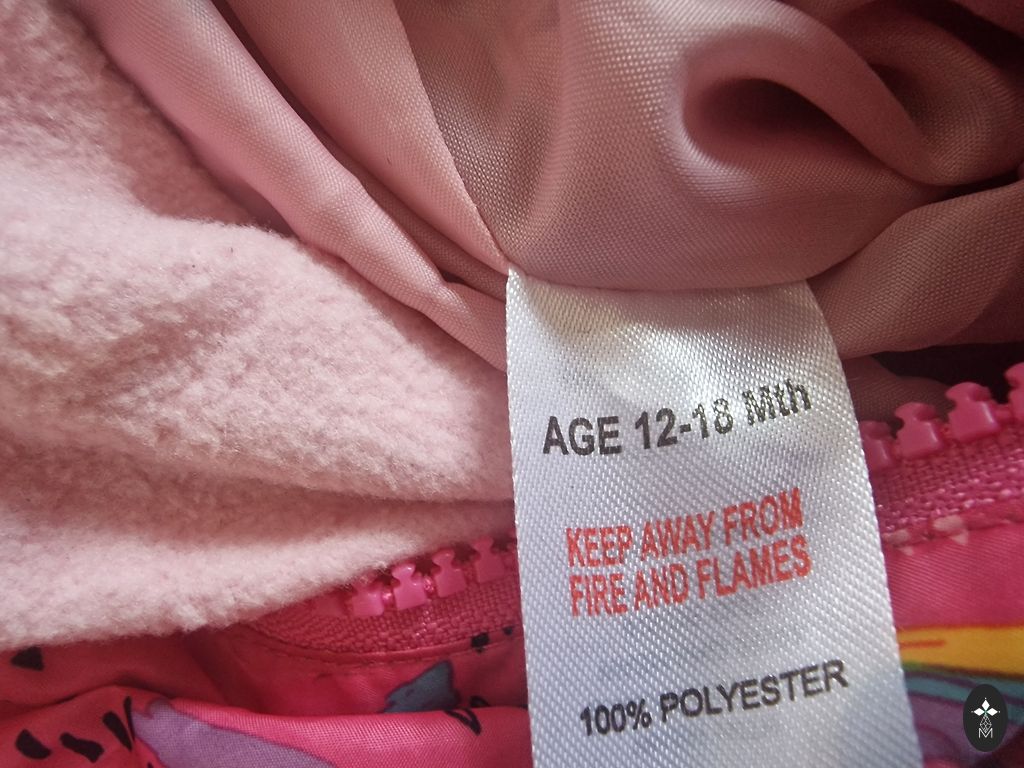 AGE 12-18 Mth
KEEP AWAY FROM
FIRE AND FLAMES
100% POLYESTER
M